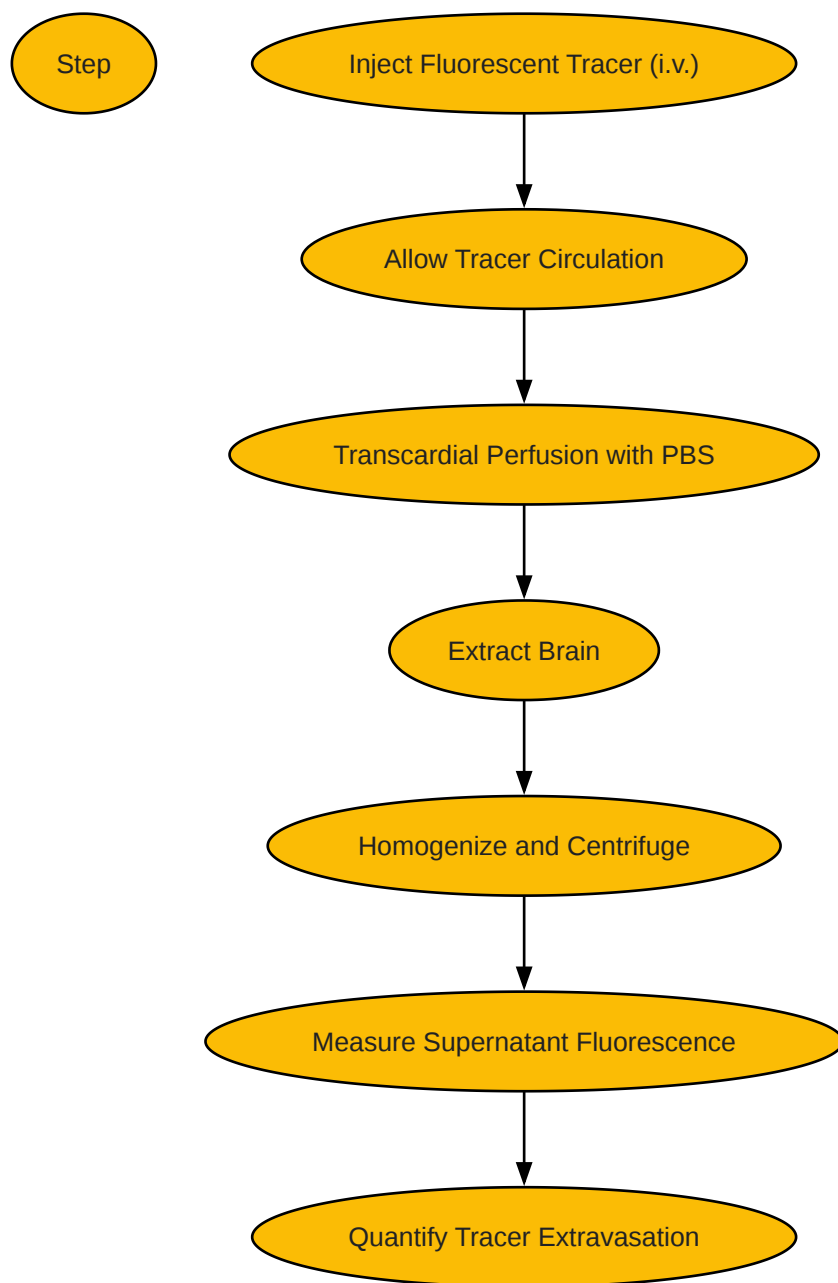 Step
Inject Fluorescent Tracer (i.v.)
Allow Tracer Circulation
Transcardial Perfusion with PBS
Extract Brain
Homogenize and Centrifuge
Measure Supernatant Fluorescence
Quantify Tracer Extravasation